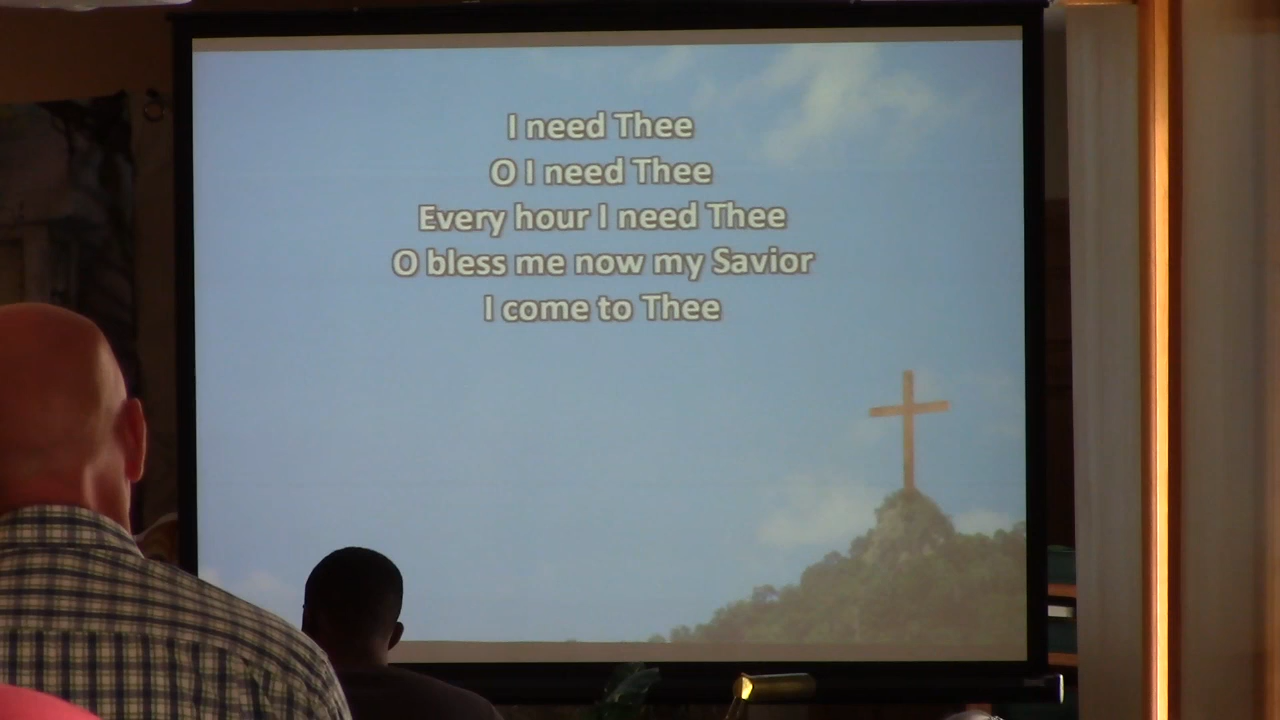 I need Thee
O I need Thee
Every hour I need Thee
O bless me now my Savior
I come to Thee